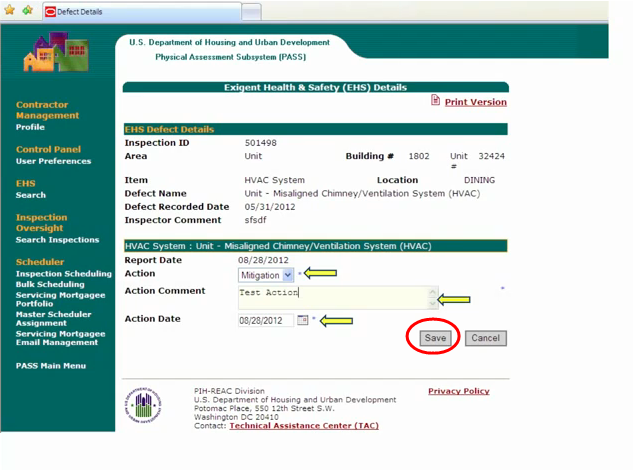 Defect Details
U.S. Department of Housing and Urban Development
Physical Assessment Subsystem (PASS)
Exigent Health & Safety (EHS) Details
Print Version
Contractor
Management
Profile
Control Panel
User Preferences
EHS
Search
Inspection
Oversight
Search Inspections
Scheduler
Inspection Scheduling
Bulk Scheduling
Servicing Mortgagee
Portfolio
Master Scheduler
Assignment
Servicing Mortgagee
Email Management
PASS Main Menu
EHS Defect Details
Inspection ID 501498
Area Unit Building # 1802 Unit # 32424
Item HVAC System Location DINING
Defect Name Unit - Misaligned Chimney/Ventilation System (HVAC)
Defect Recorded Date 05/31/2012
Inspector Comment sfsdf
HVAC System : Unit - Misaligned Chimney/Ventilation System (HVAC)
Report Date 08/28/2012
Action Mitigation *
Action Comment Test Action *
Action Date 08/28/2012 *
Save Cancel
PIH-REAC Division
U.S. Department of Housing and Urban Development
Potomac Place, 550 12th Street S.W.
Washington DC 20410
Contact: Technical Assistance Center (TAC)
Privacy Policy